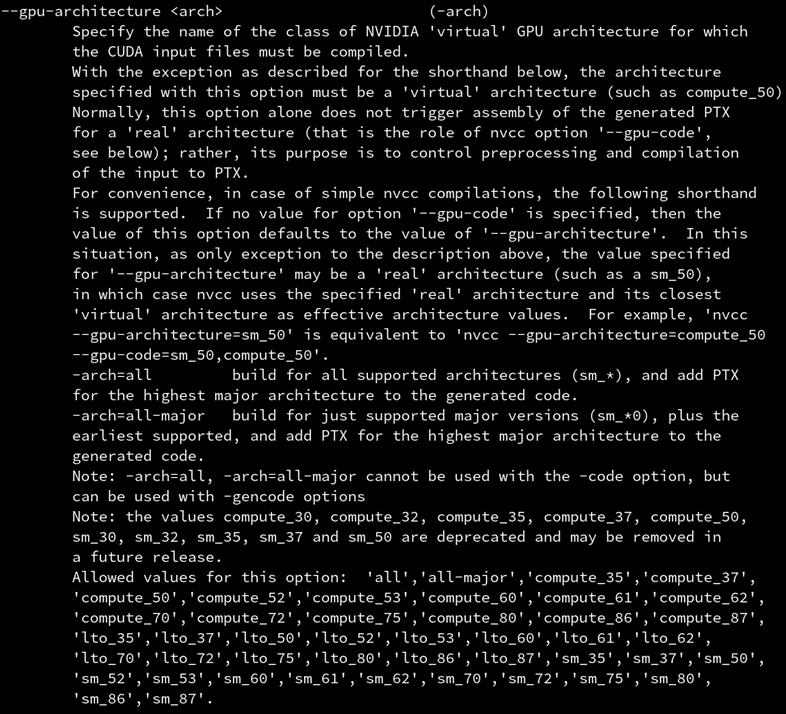 --gpu-architecture <arch>                       (-arch)
        Specify the name of the class of NVIDIA 'virtual' GPU architecture for which
        the CUDA input files must be compiled.
        With the exception as described for the shorthand below, the architecture
        specified with this option must be a 'virtual' architecture (such as compute_50)
        Normally, this option alone does not trigger assembly of the generated PTX
        for a 'real' architecture (that is the role of nvcc option '--gpu-code',
        see below); rather, its purpose is to control preprocessing and compilation
        of the input to PTX.
        For convenience, in case of simple nvcc compilations, the following shorthand
        is supported.  If no value for option '--gpu-code' is specified, then the
        value of this option defaults to the value of '--gpu-architecture'.  In this
        situation, as only exception to the description above, the value specified
        for '--gpu-architecture' may be a 'real' architecture (such as a sm_50),
        in which case nvcc uses the specified 'real' architecture and its closest
        'virtual' architecture as effective architecture values.  For example, 'nvcc
        --gpu-architecture=sm_50' is equivalent to 'nvcc --gpu-architecture=compute_50
        --gpu-code=sm_50,compute_50'.
        -arch=all         build for all supported architectures (sm_*), and add PTX
        for the highest major architecture to the generated code.
        -arch=all-major   build for just supported major versions (sm_*0), plus the
        earliest supported, and add PTX for the highest major architecture to the
        generated code.
        Note: -arch=all, -arch=all-major cannot be used with the -code option, but
        can be used with -gencode options
        Note: the values compute_30, compute_32, compute_35, compute_37, compute_50,
        sm_30, sm_32, sm_35, sm_37 and sm_50 are deprecated and may be removed in
        a future release.
        Allowed values for this option:  'all','all-major','compute_35','compute_37',
        'compute_50','compute_52','compute_53','compute_60','compute_61','compute_62',
        'compute_70','compute_72','compute_75','compute_80','compute_86','compute_87',
        'lto_35','lto_37','lto_50','lto_52','lto_53','lto_60','lto_61','lto_62',
        'lto_70','lto_72','lto_75','lto_80','lto_86','lto_87','sm_35','sm_37','sm_50',
        'sm_52','sm_53','sm_60','sm_61','sm_62','sm_70','sm_72','sm_75','sm_80',
        'sm_86','sm_87'.